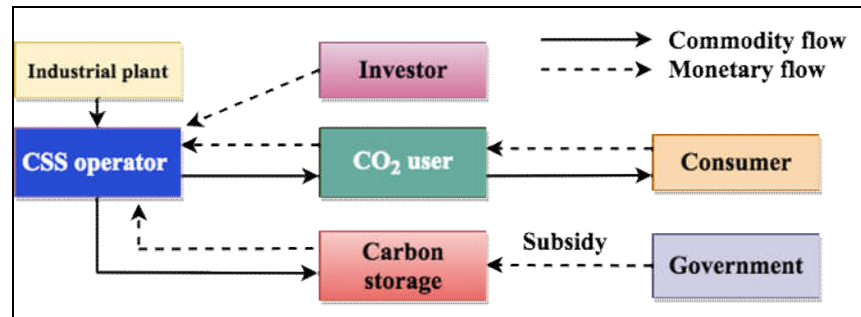 Industrial plant
Investor
Commodity flow
Monetary flow
CSS operator
CO₂ user
Consumer
Carbon
storage
Subsidy
Government